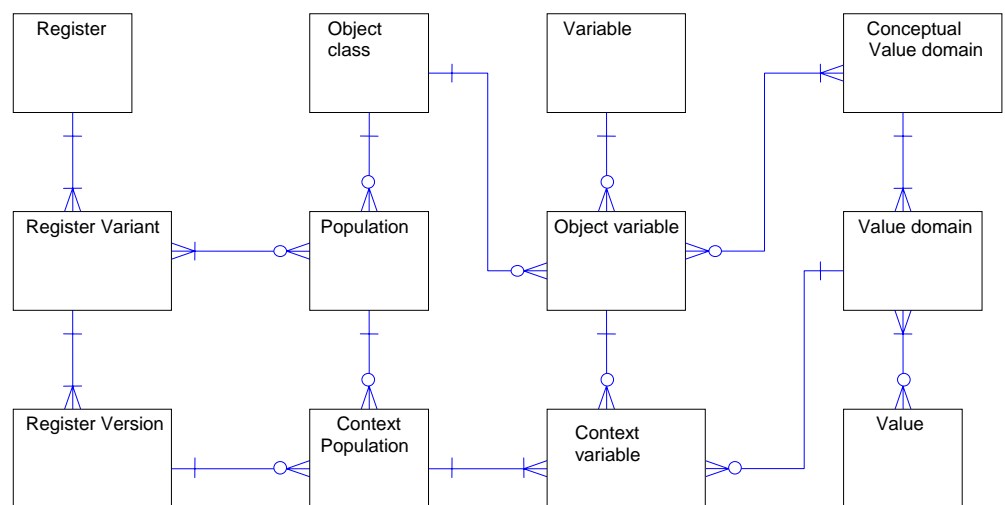 Register
Object
class
Variable
Conceptual
Value domain
Register Variant
Population
Object variable
Value domain
Register Version
Context
Population
Context
variable
Value